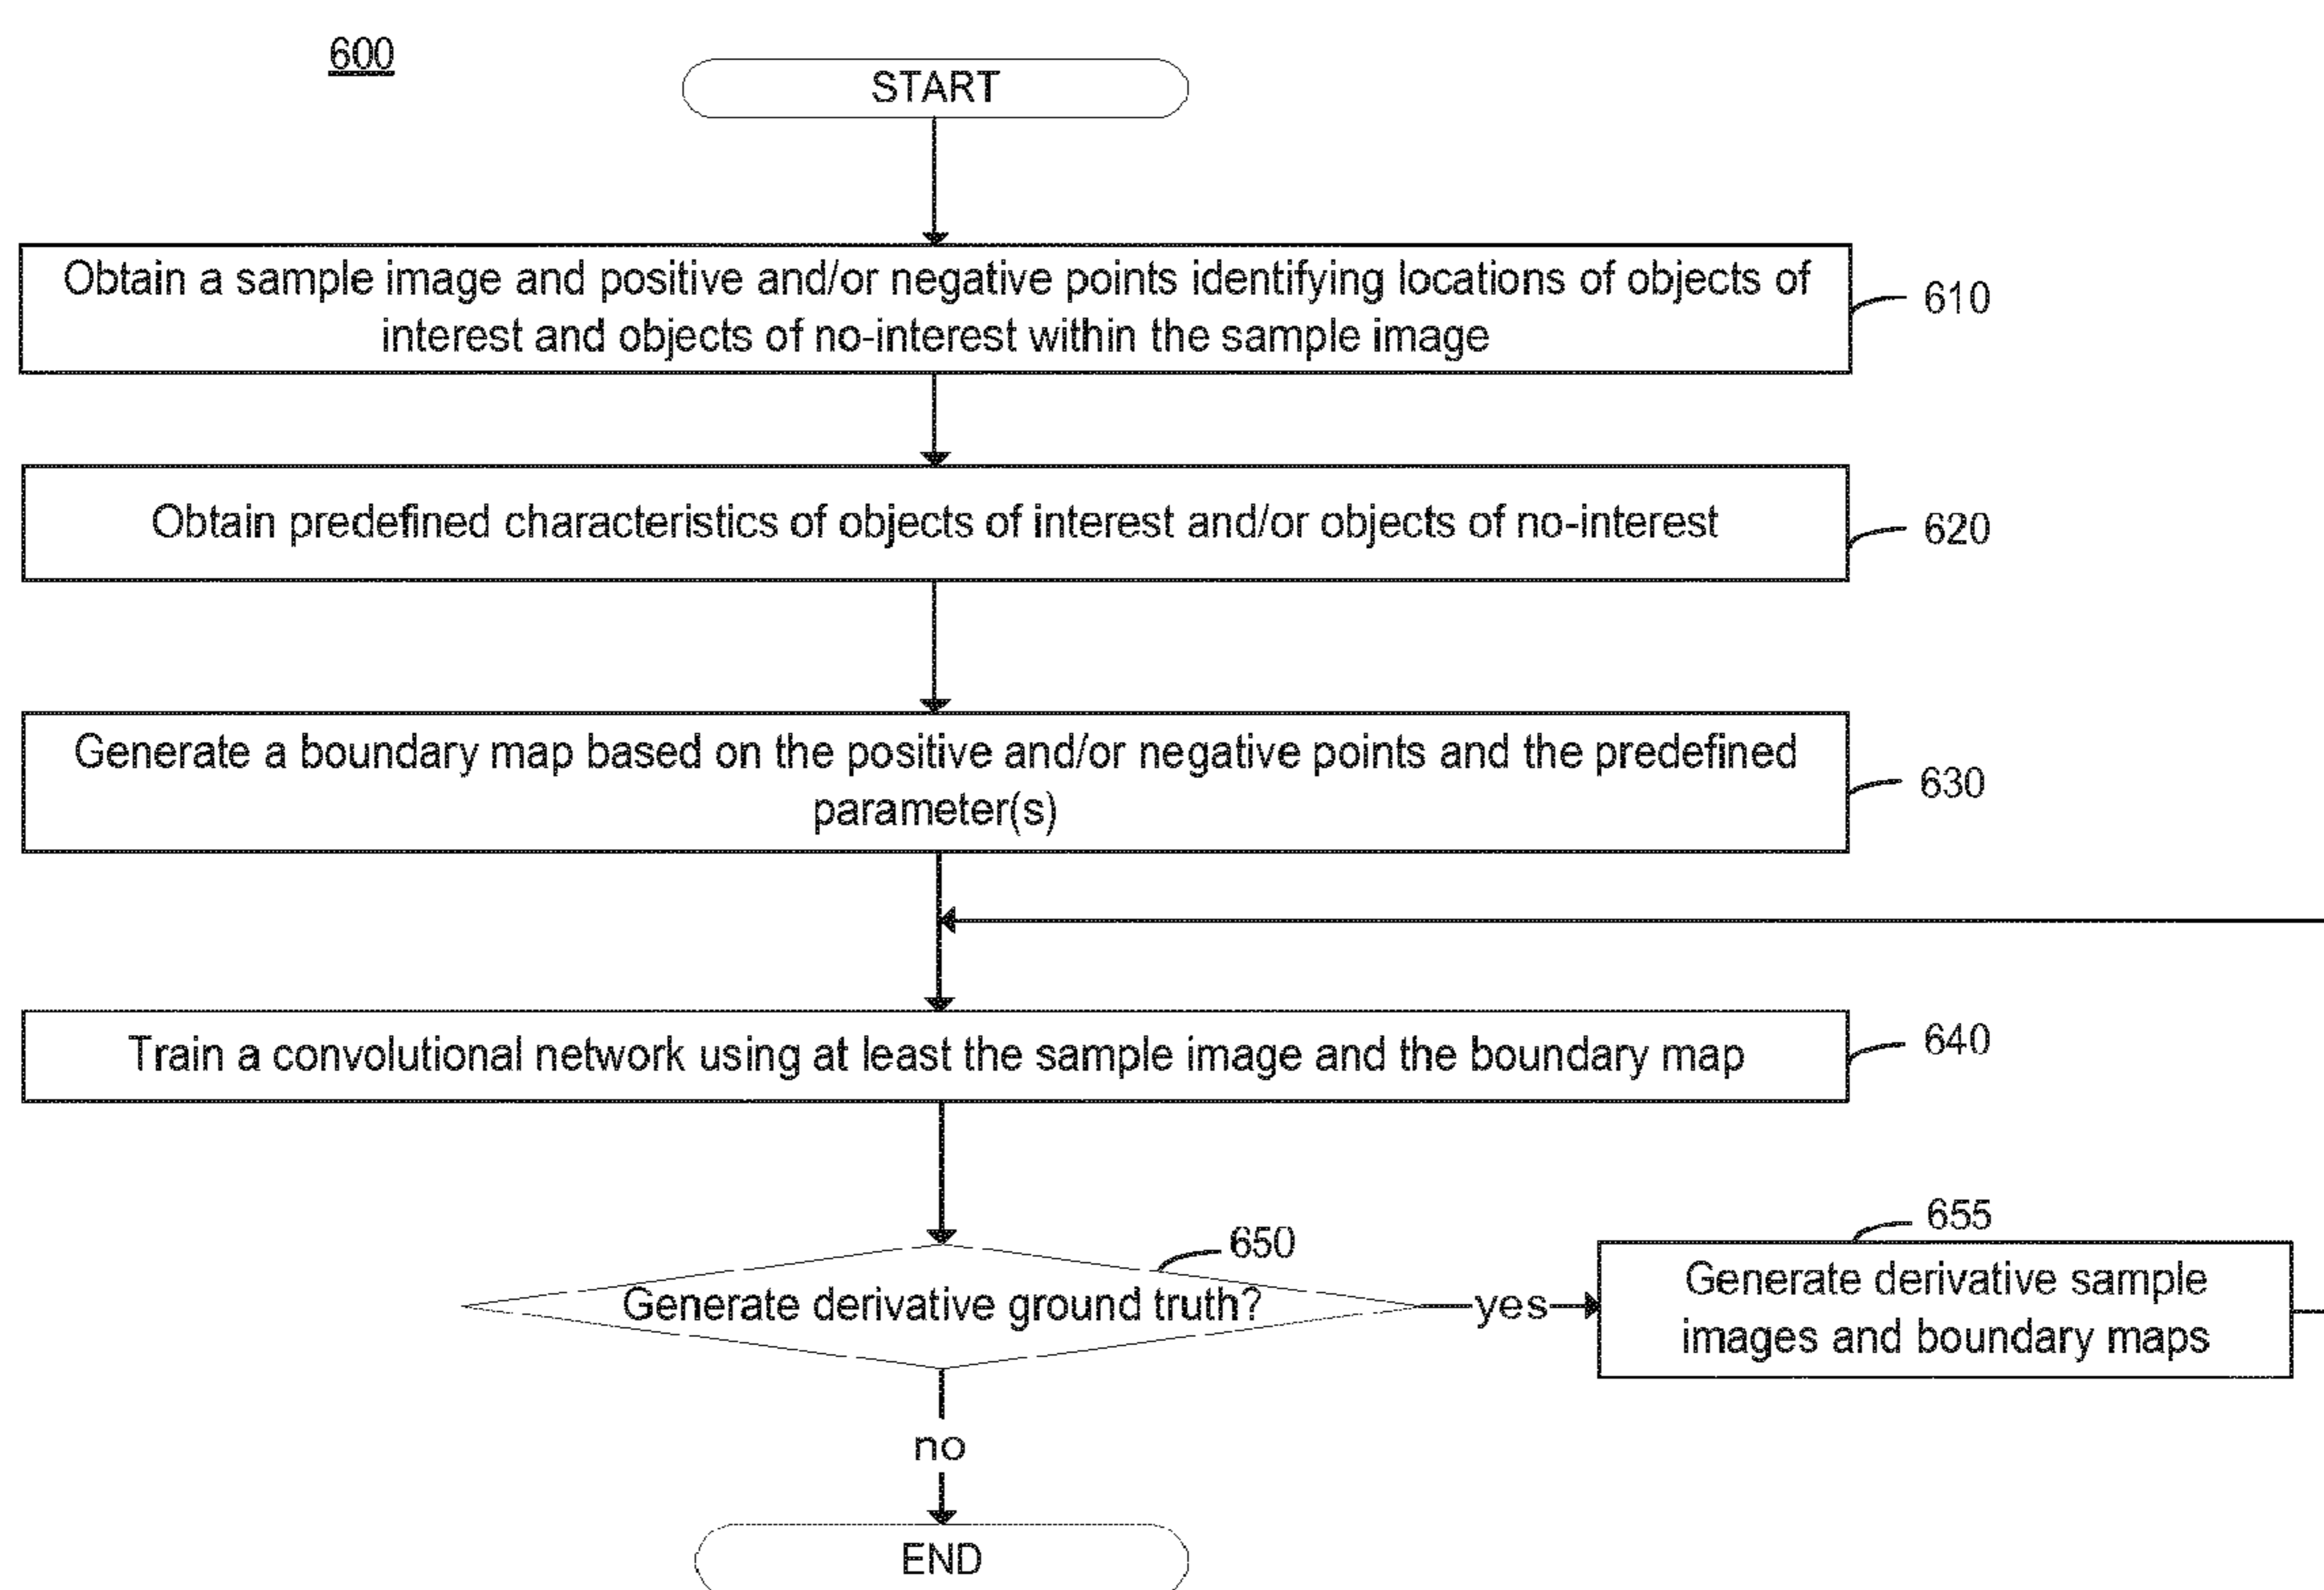 600
START
Obtain a sample image and positive and/or negative points identifying locations of objects of
interest and objects of no-interest within the sample image
610
Obtain predefined characteristics of objects of interest and/or objects of no-interest
620
Generate a boundary map based on the positive and/or negative points and the predefined
parameter(s)
630
Train a convolutional network using at least the sample image and the boundary map
640
650
Generate derivative ground truth?
yes
655
Generate derivative sample
images and boundary maps
no
END